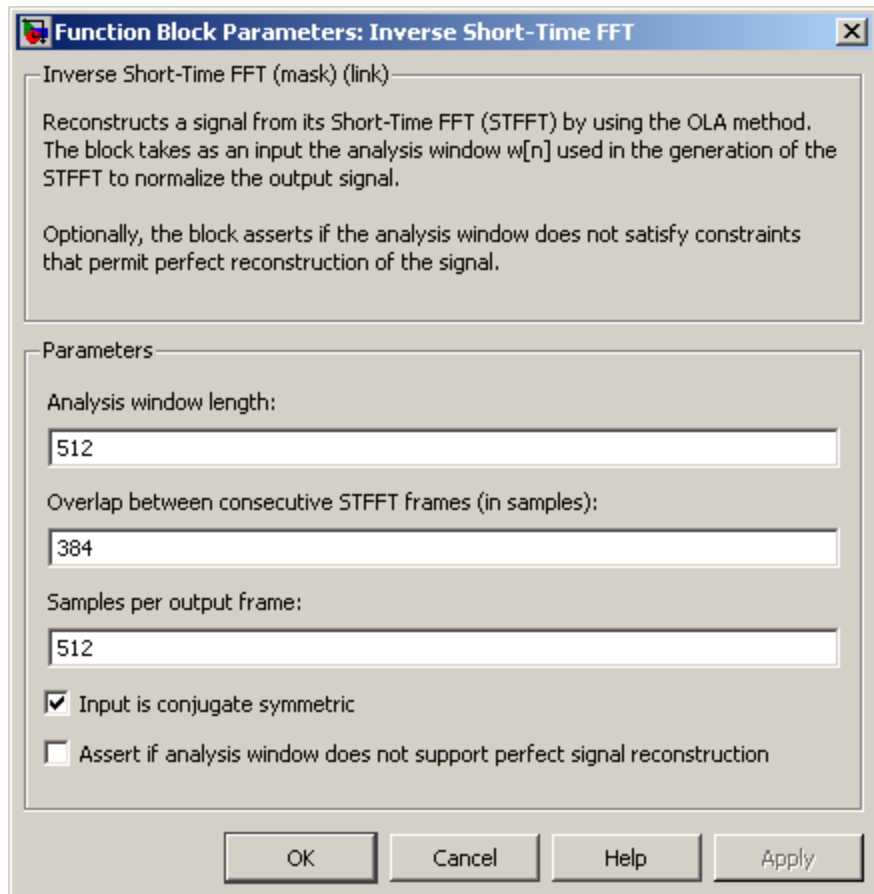 Function Block Parameters: Inverse Short-Time FFT
Inverse Short-Time FFT (mask) (link)
Reconstructs a signal from its Short-Time FFT (STFFT) by using the OLA method.
The block takes as an input the analysis window w[n] used in the generation of the
STFFT to normalize the output signal.
Optionally, the block asserts if the analysis window does not satisfy constraints
that permit perfect reconstruction of the signal.
Parameters
Analysis window length:
512
Overlap between consecutive STFFT frames (in samples):
384
Samples per output frame:
512
Input is conjugate symmetric
Assert if analysis window does not support perfect signal reconstruction
OK Cancel Help Apply